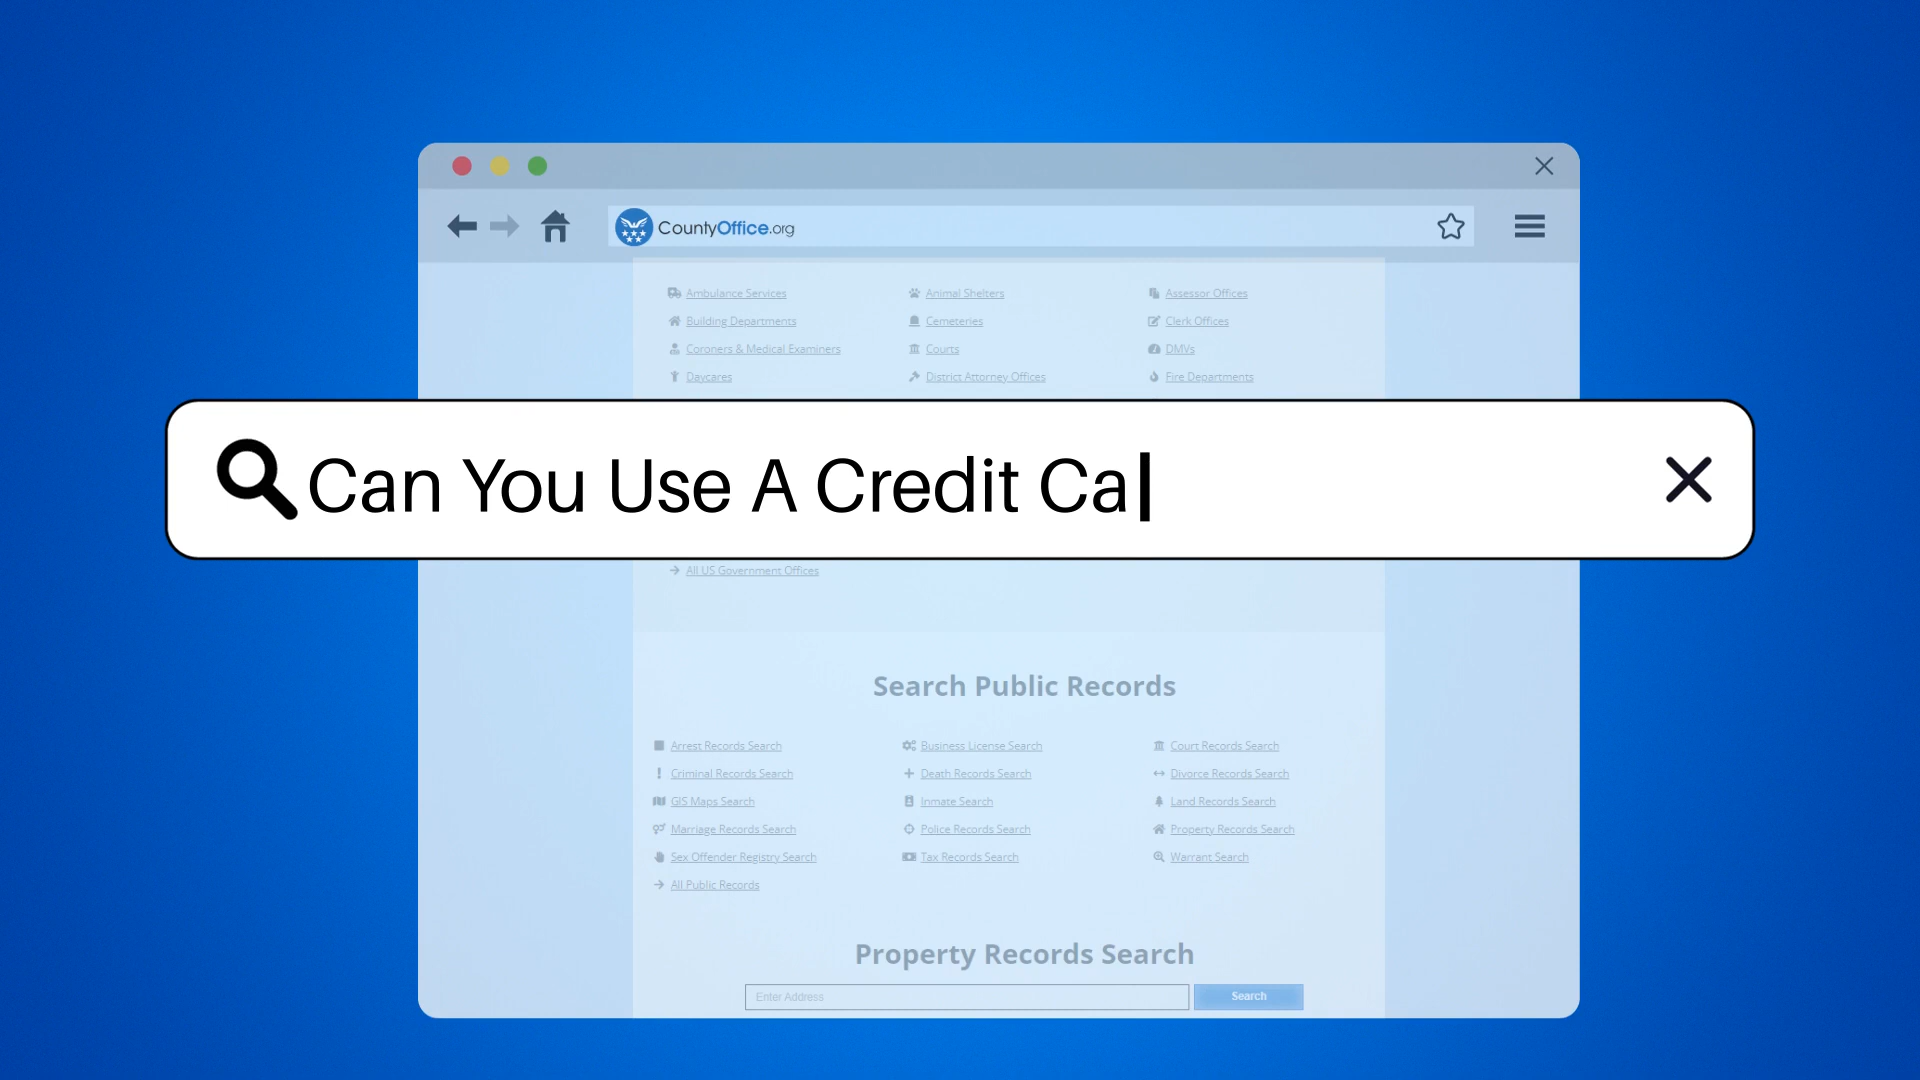 CountyOffice.org
Ambulance Services Animal Shelters Assessor Offices
Building Departments Cemeteries Clerk Offices
Coroners & Medical Examiners Courts DMVs
Daycares District Attorney Offices Fire Departments
Can You Use A Credit Ca
All US Government Offices
Search Public Records
Arrest Records Search Business License Search Court Records Search
Criminal Records Search Death Records Search Divorce Records Search
GIS Maps Search Inmate Search Land Records Search
Marriage Records Search Police Records Search Property Records Search
Sex Offender Registry Search Tax Records Search Warrant Search
All Public Records
Property Records Search
Enter Address Search